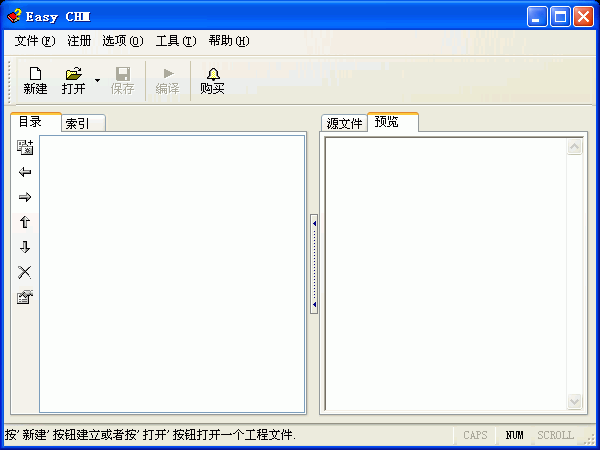 Easy CHM
文件(F) 注册 选项(O) 工具(T) 帮助(H)
新建 打开 保存 编译 购买
目录 索引 源文件 预览
按'新建'按钮建立或者按'打开'按钮打开一个工程文件. CAPS NUM SCROLL